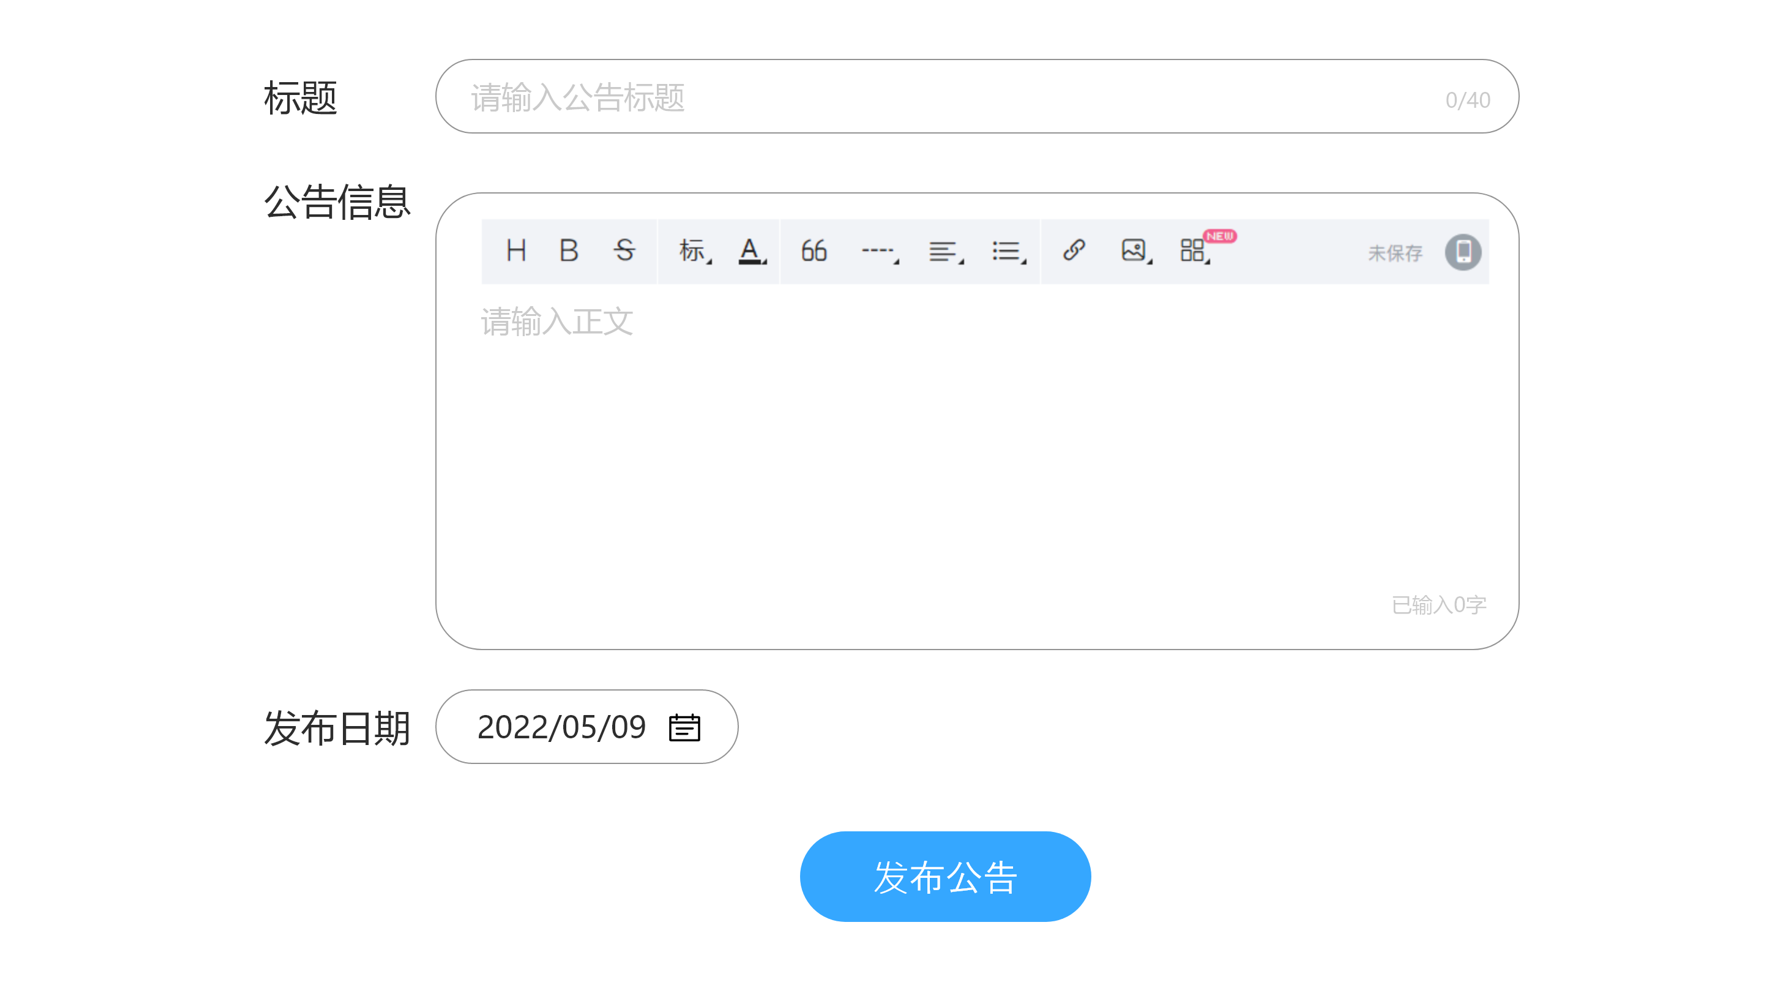 标题
请输入公告标题
0/40
公告信息
H B S 标 A 66 NEW 未保存
请输入正文
已输入0字
发布日期
2022/05/09
发布公告